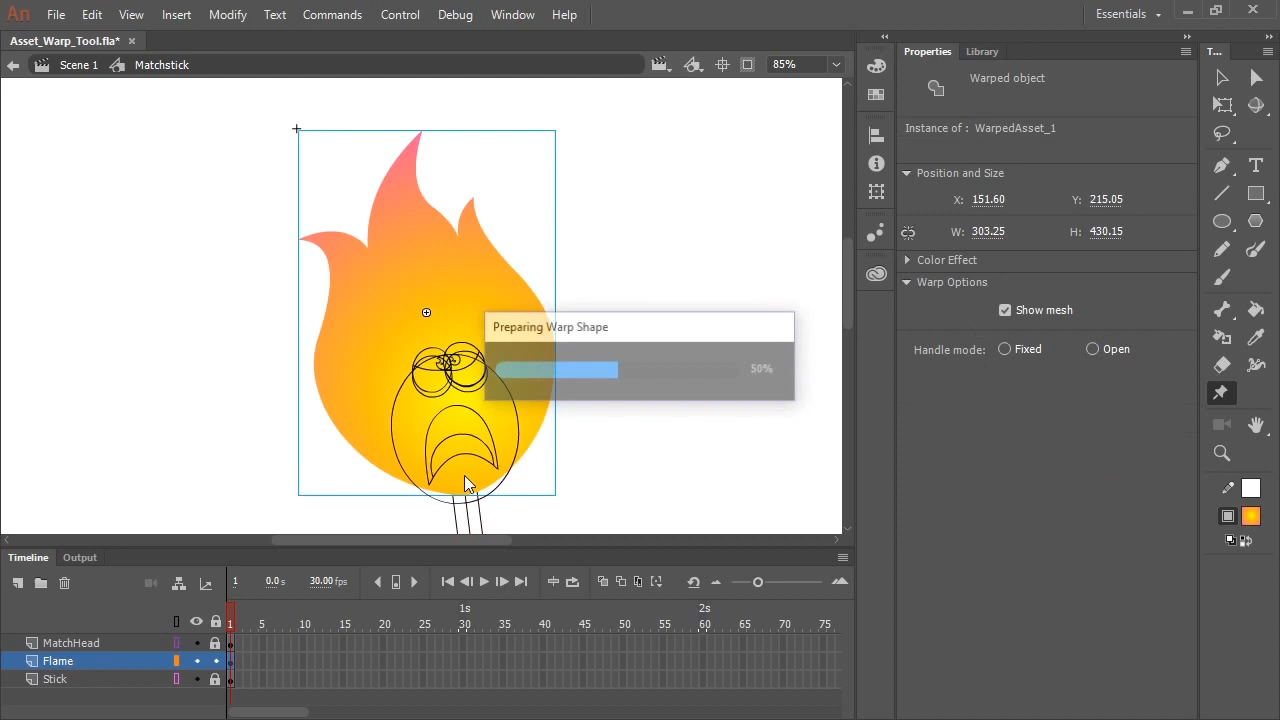 An File Edit View Insert Modify Text Commands Control Debug Window Help Essentials
Asset_Warp_Tool.fla*
Scene 1 Matchstick 85%
Properties Library T...
Warped object
Instance of : WarpedAsset_1
Position and Size
X: 151.60 Y: 215.05
W: 303.25 H: 430.15
Color Effect
Warp Options
Show mesh
Handle mode: Fixed Open
Preparing Warp Shape
50%
Timeline Output
1 0.0 s 30.00 fps
1s 2s
1 5 10 15 20 25 30 35 40 45 50 55 60 65 70 75
MatchHead
Flame
Stick